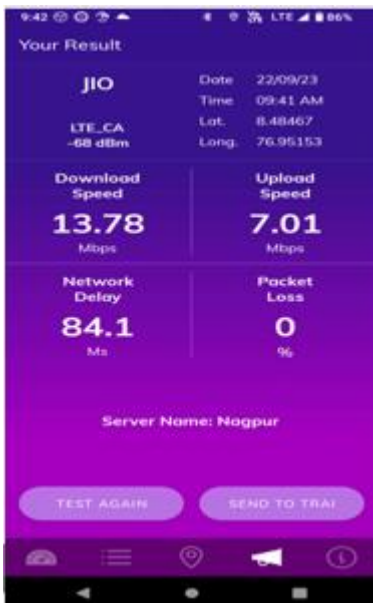 9:42
LTE 86%
Your Result
JIO
LTE_CA
-68 dBm
Date 22/09/23
Time 09:41 AM
Lat. 8.48467
Long. 76.95153
Download Speed
13.78
Mbps
Upload Speed
7.01
Mbps
Network Delay
84.1
Ms
Packet Loss
0
%
Server Name: Nagpur
TEST AGAIN
SEND TO TRAI